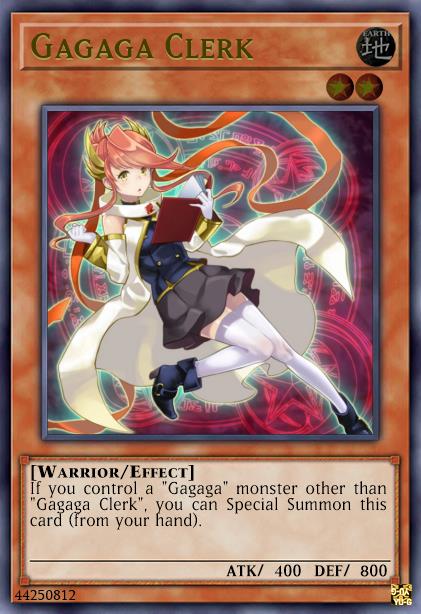 Gagaga Clerk
EARTH
地
[Warrior/Effect]
If you control a "Gagaga" monster other than
"Gagaga Clerk", you can Special Summon this
card (from your hand).
ATK/ 400 DEF/ 800
44250812